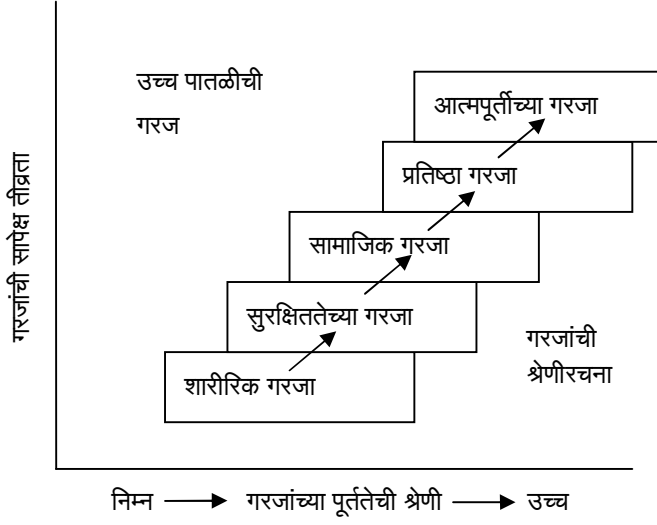 उच्च पातळीची
गरज
आत्मपूर्तीच्या गरजा
प्रतिष्ठा गरजा
सामाजिक गरजा
सुरक्षिततेच्या गरजा
शारीरिक गरजा
गरजांची
श्रेणीरचना
गरजांची सापेक्ष तीव्रता
निम्न गरजांच्या पूर्ततेची श्रेणी उच्च